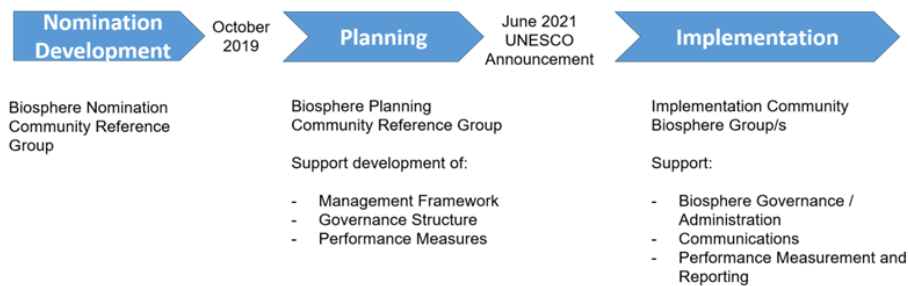 Nomination
Development
October
2019
Planning
June 2021
UNESCO
Announcement
Implementation
Biosphere Nomination
Community Reference
Group
Biosphere Planning
Community Reference Group
Support development of:
- Management Framework
- Governance Structure
- Performance Measures
Implementation Community
Biosphere Group/s
Support:
- Biosphere Governance /
Administration
- Communications
- Performance Measurement and
Reporting